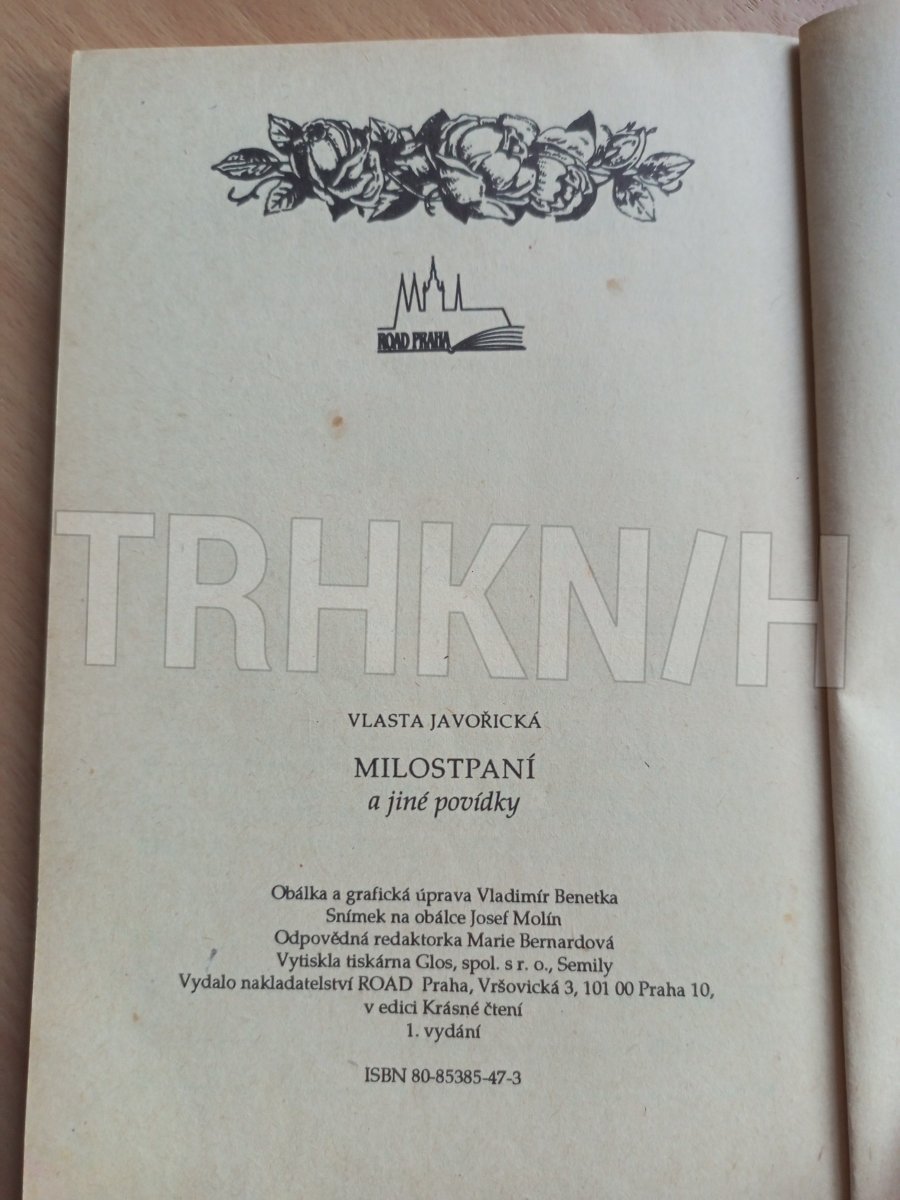 ROAD PRAHA
TRHKNIH
VLASTA JAVOŘICKÁ
MILOSTPANÍ
a jiné povídky
Obálka a grafická úprava Vladimír Benetka
Snímek na obálce Josef Molín
Odpovědná redaktorka Marie Bernardová
Vytiskla tiskárna Glos, spol. s r. o., Semily
Vydalo nakladatelství ROAD Praha, Vršovická 3, 101 00 Praha 10,
v edici Krásné čtení
1. vydání
ISBN 80-85385-47-3